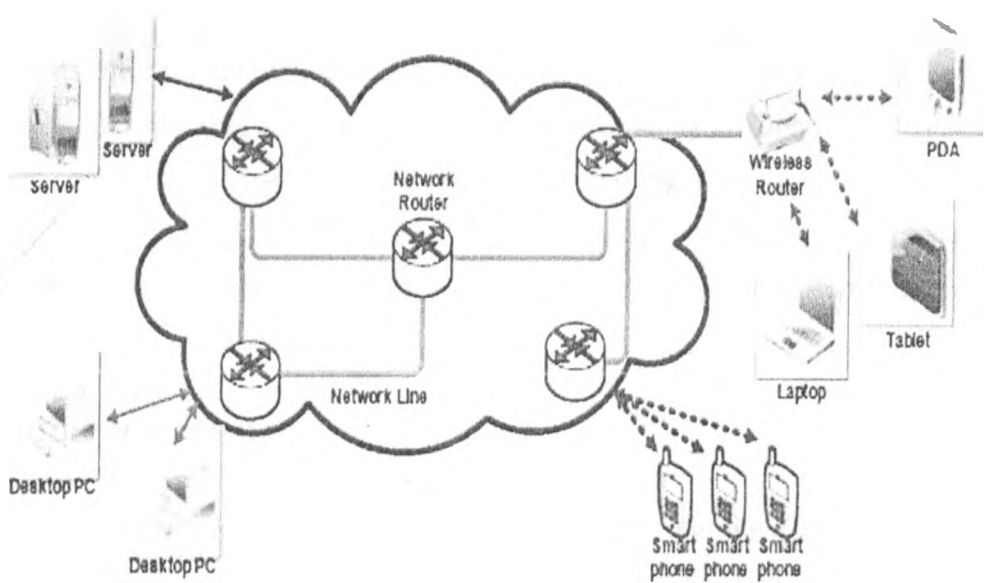 Server
Server
Network
Router
Wireless
Router
PDA
Tablet
Laptop
Network Line
Desktop PC
Desktop PC
Smart
phone
Smart
phone
Smart
phone